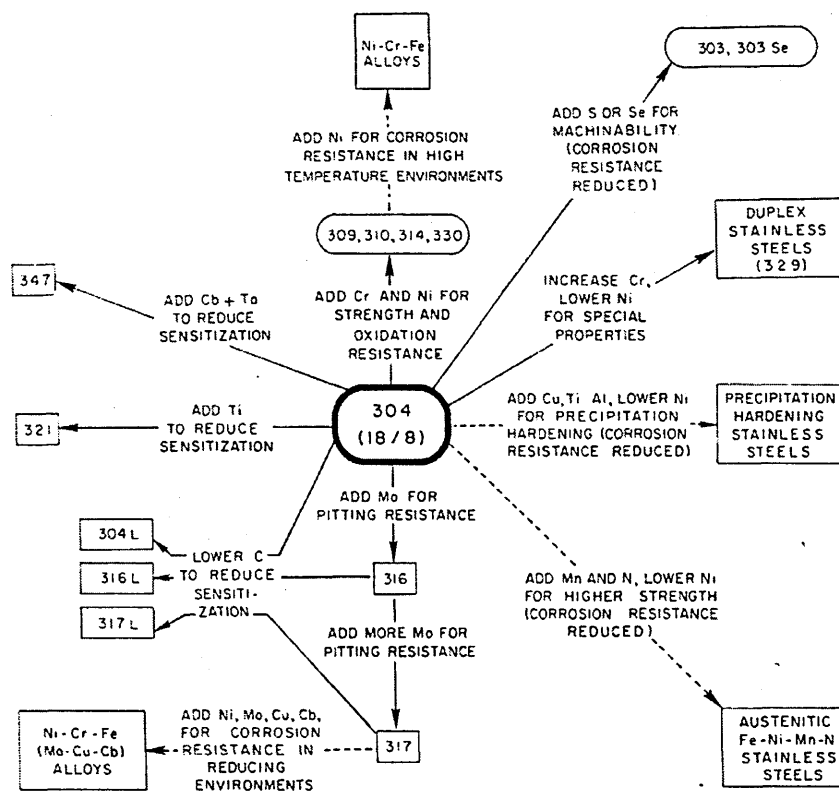 Ni-Cr-Fe
ALLOYS
303, 303 Se
ADD S OR Se FOR
MACHINABILITY
(CORROSION
RESISTANCE
REDUCED)
ADD Ni FOR CORROSION
RESISTANCE IN HIGH
TEMPERATURE ENVIRONMENTS
309,310,314,330
DUPLEX
STAINLESS
STEELS
(329)
347
ADD Cb + Ta
TO REDUCE
SENSITIZATION
ADD Cr AND Ni FOR
STRENGTH AND
OXIDATION
RESISTANCE
INCREASE Cr,
LOWER Ni
FOR SPECIAL
PROPERTIES
304
(18/8)
321
ADD Ti
TO REDUCE
SENSITIZATION
ADD Cu,Ti Al, LOWER Ni
FOR PRECIPITATION
HARDENING (CORROSION
RESISTANCE REDUCED)
PRECIPITATION
HARDENING
STAINLESS
STEELS
ADD Mo FOR
PITTING RESISTANCE
304L
316L
317L
LOWER C
TO REDUCE
SENSITI-
ZATION
316
ADD Mn AND N, LOWER Ni
FOR HIGHER STRENGTH
(CORROSION RESISTANCE
REDUCED)
ADD MORE Mo FOR
PITTING RESISTANCE
Ni-Cr-Fe
(Mo-Cu-Cb)
ALLOYS
ADD Ni, Mo, Cu, Cb,
FOR CORROSION
RESISTANCE IN
REDUCING
ENVIRONMENTS
317
AUSTENITIC
Fe-Ni-Mn-N
STAINLESS
STEELS